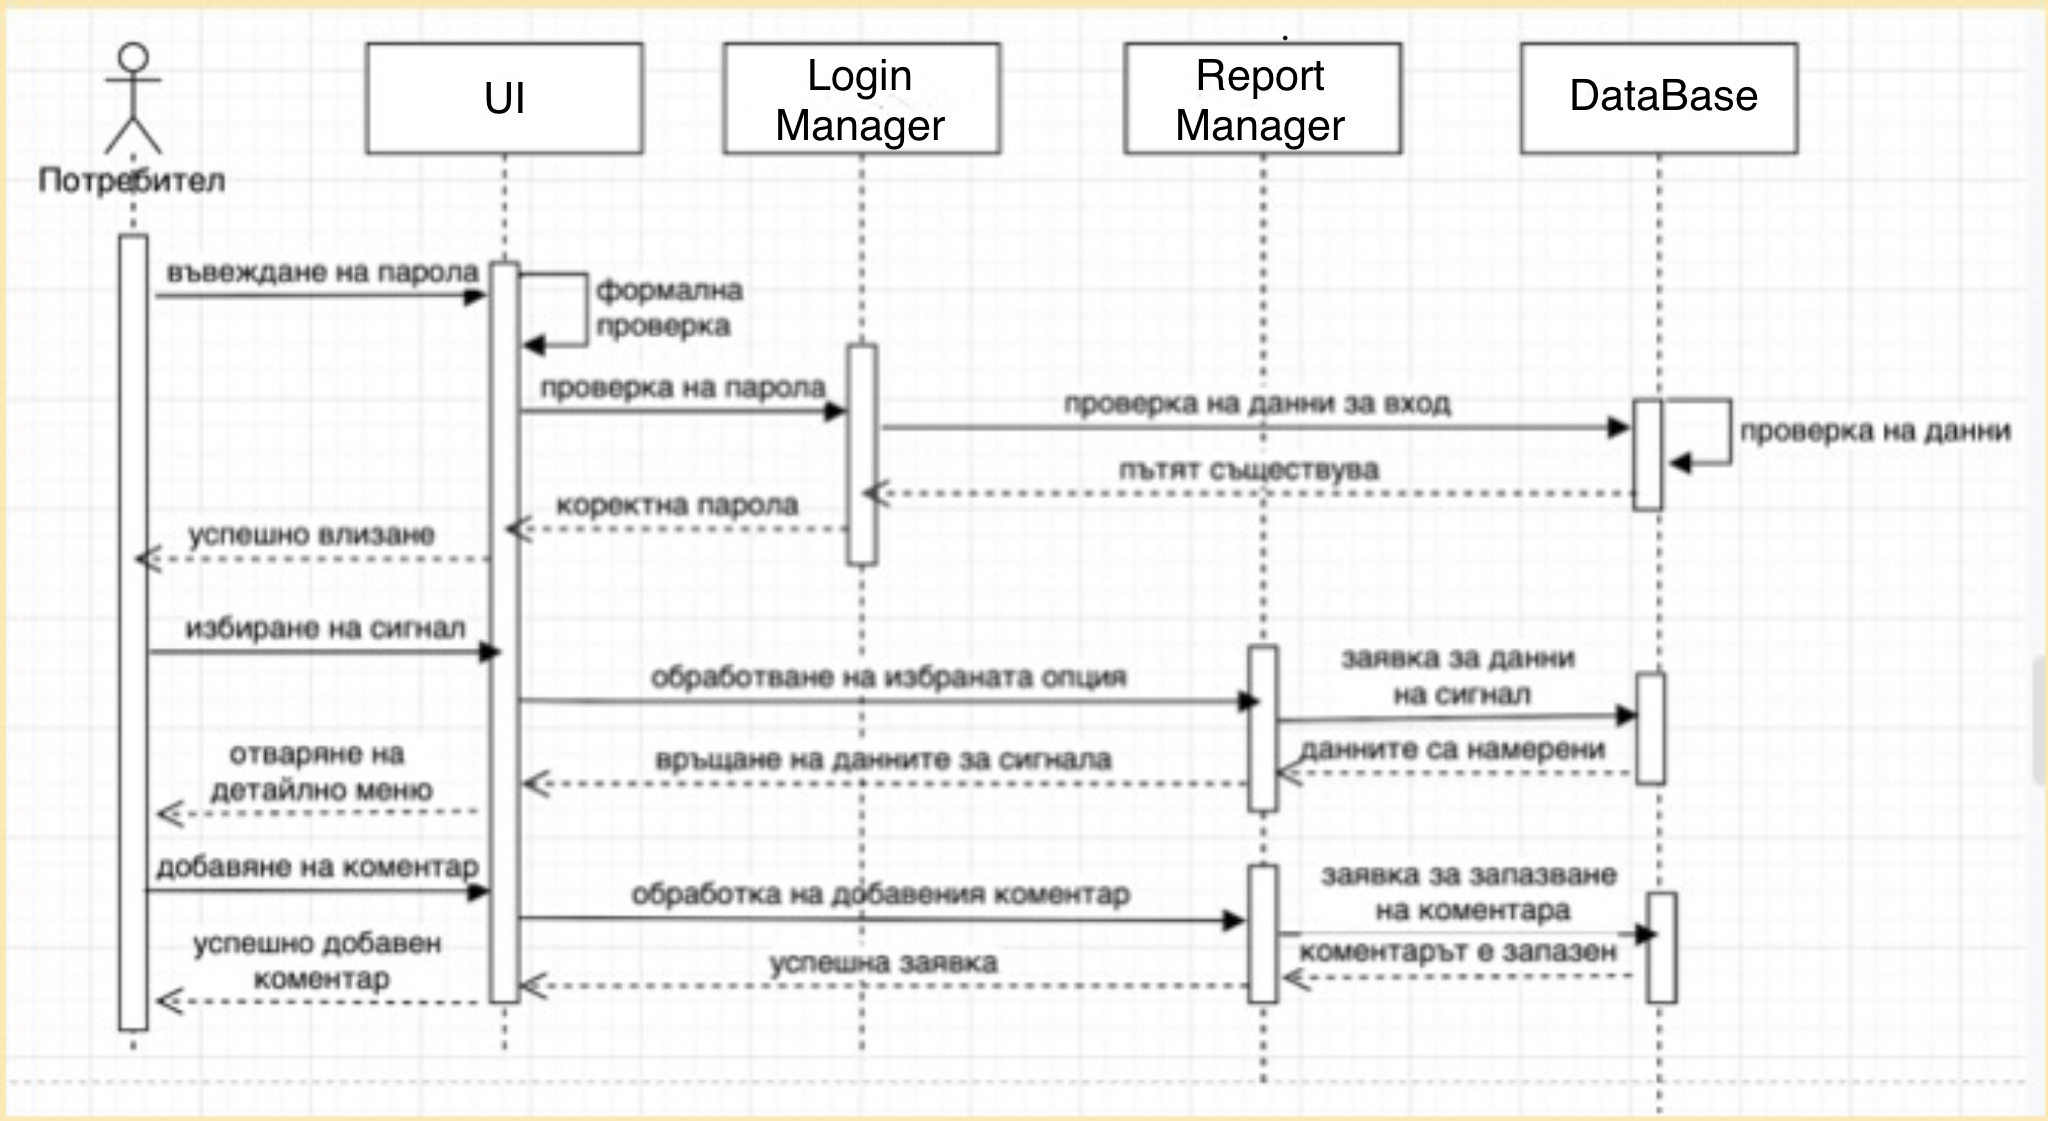 UI
Login
Manager
Report
Manager
DataBase
Потребител
въвеждане на парола
формална
проверка
проверка на парола
проверка на данни за вход
проверка на данни
пътят съществува
коректна парола
успешно влизане
избиране на сигнал
обработване на избраната опция
заявка за данни
на сигнал
данните са намерени
връщане на данните за сигнала
отваряне на
детайлно меню
добавяне на коментар
обработка на добавения коментар
заявка за запазване
на коментара
коментарът е запазен
успешна заявка
успешно добавен
коментар